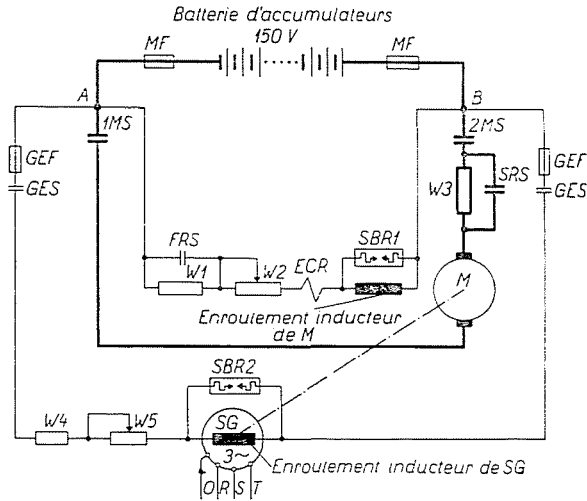 Batterie d'accumulateurs
150 V
MF
MF
A
B
1MS
2MS
GEF
GES
W3
SRS
GEF
GES
FRS
W1
W2
ECR
SBR1
M
Enroulement inducteur
de M
SBR2
W4
W5
SG
3~
Enroulement inducteur de SG
O R S T